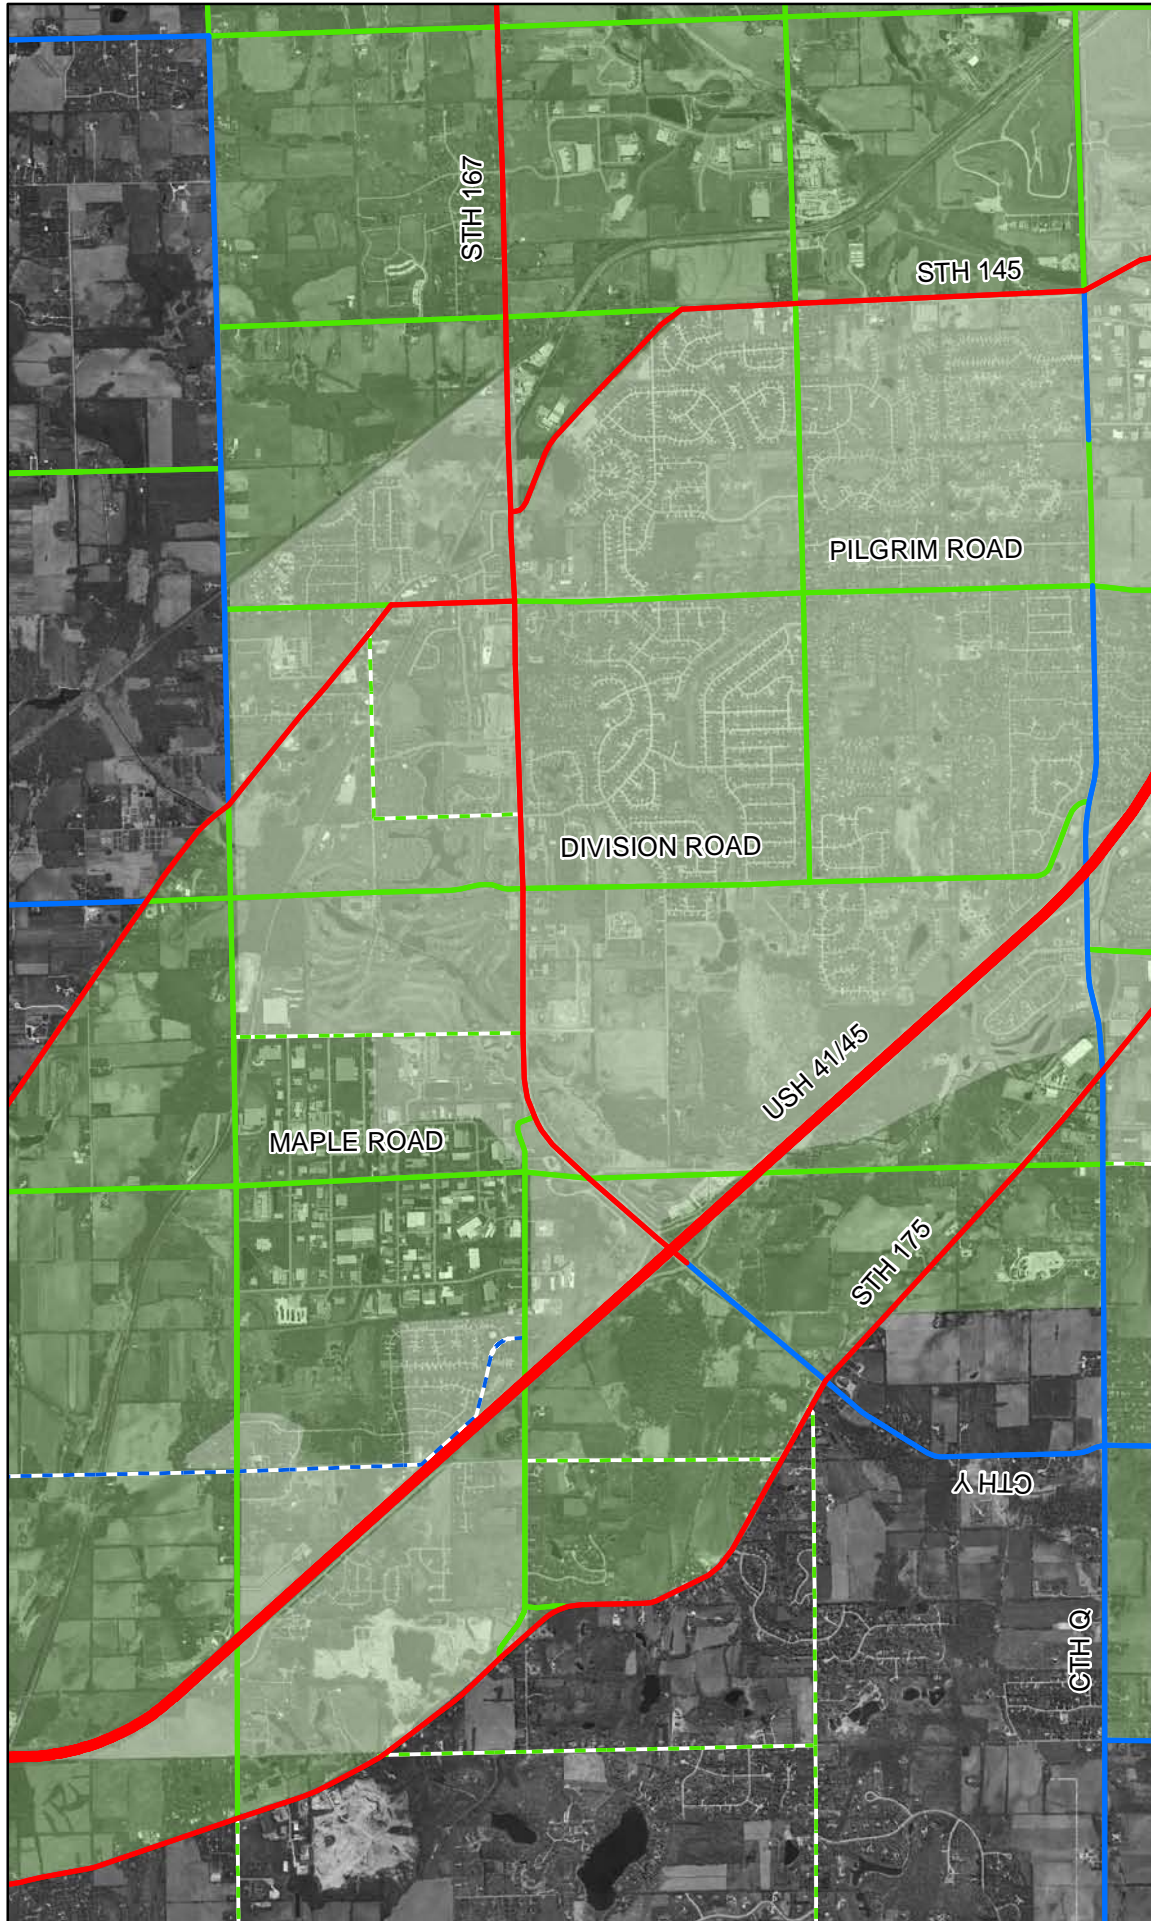 STH 167
STH 145
PILGRIM ROAD
DIVISION ROAD
USH 41/45
MAPLE ROAD
STH 175
CTH Y
CTH Q